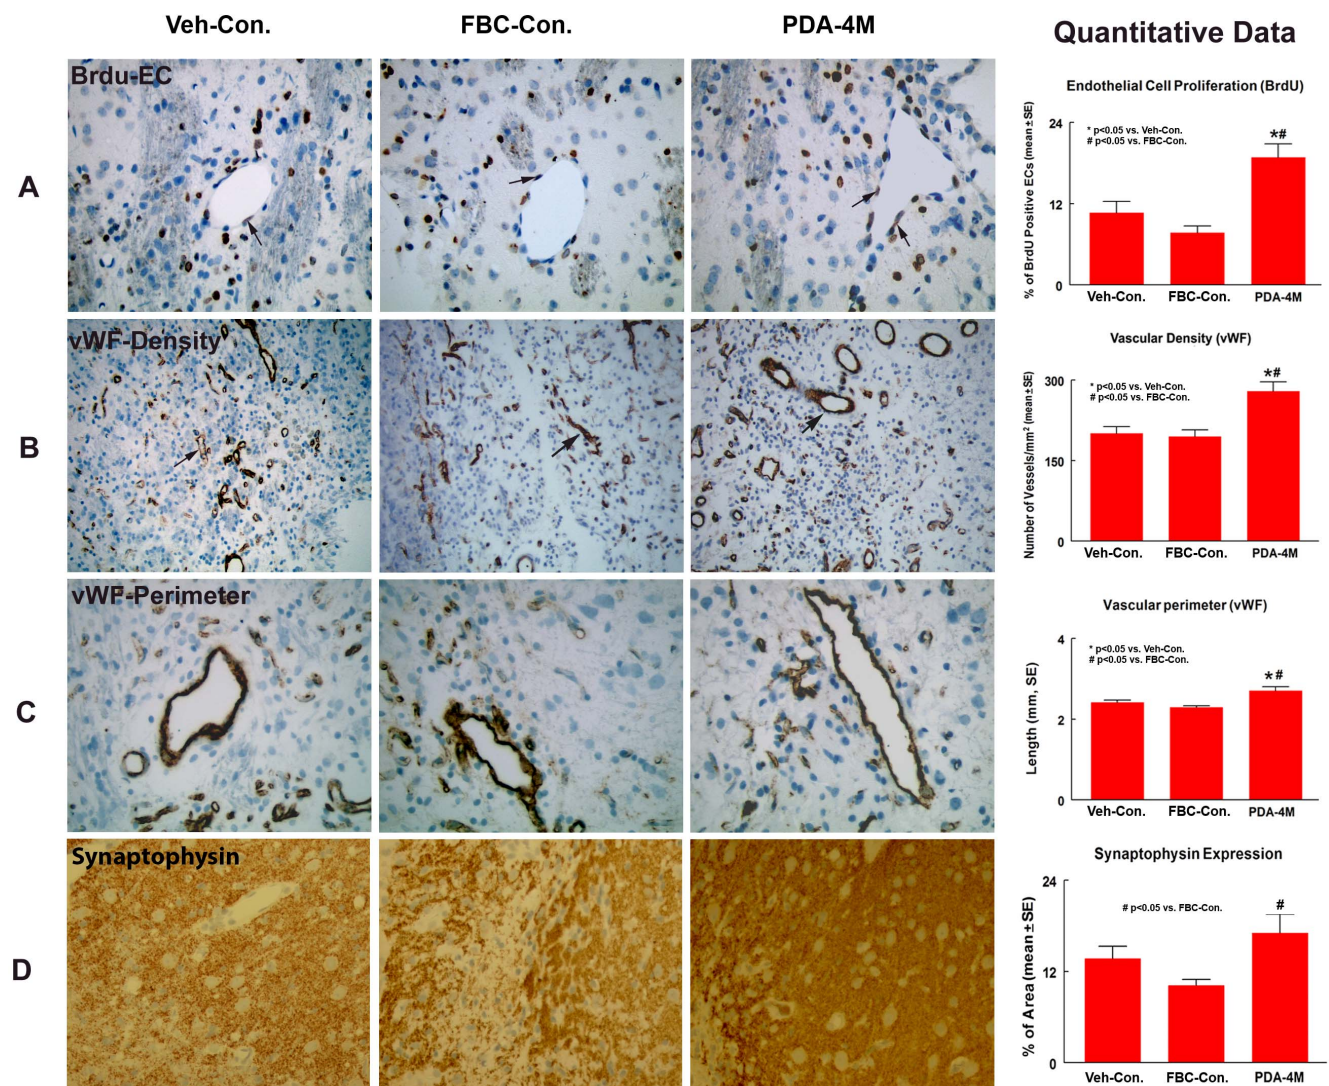 Veh-Con. FBC-Con. PDA-4M Quantitative Data
A
Brdu-EC
Endothelial Cell Proliferation (BrdU)
* p<0.05 vs. Veh-Con.
# p<0.05 vs. FBC-Con.
% of BrdU Positive ECs (mean±SE)
24
12
0
*#
Veh-Con. FBC-Con. PDA-4M
B
vWF-Density
Vascular Density (vWF)
* p<0.05 vs. Veh-Con.
# p<0.05 vs. FBC-Con.
Number of Vessels/mm² (mean±SE)
300
150
0
*#
Veh-Con. FBC-Con. PDA-4M
C
vWF-Perimeter
Vascular perimeter (vWF)
* p<0.05 vs. Veh-Con.
# p<0.05 vs. FBC-Con.
Length (mm, SE)
4
2
0
*#
Veh-Con. FBC-Con. PDA-4M
D
Synaptophysin
Synaptophysin Expression
# p<0.05 vs. FBC-Con.
% of Area (mean±SE)
24
12
0
#
Veh-Con. FBC-Con. PDA-4M